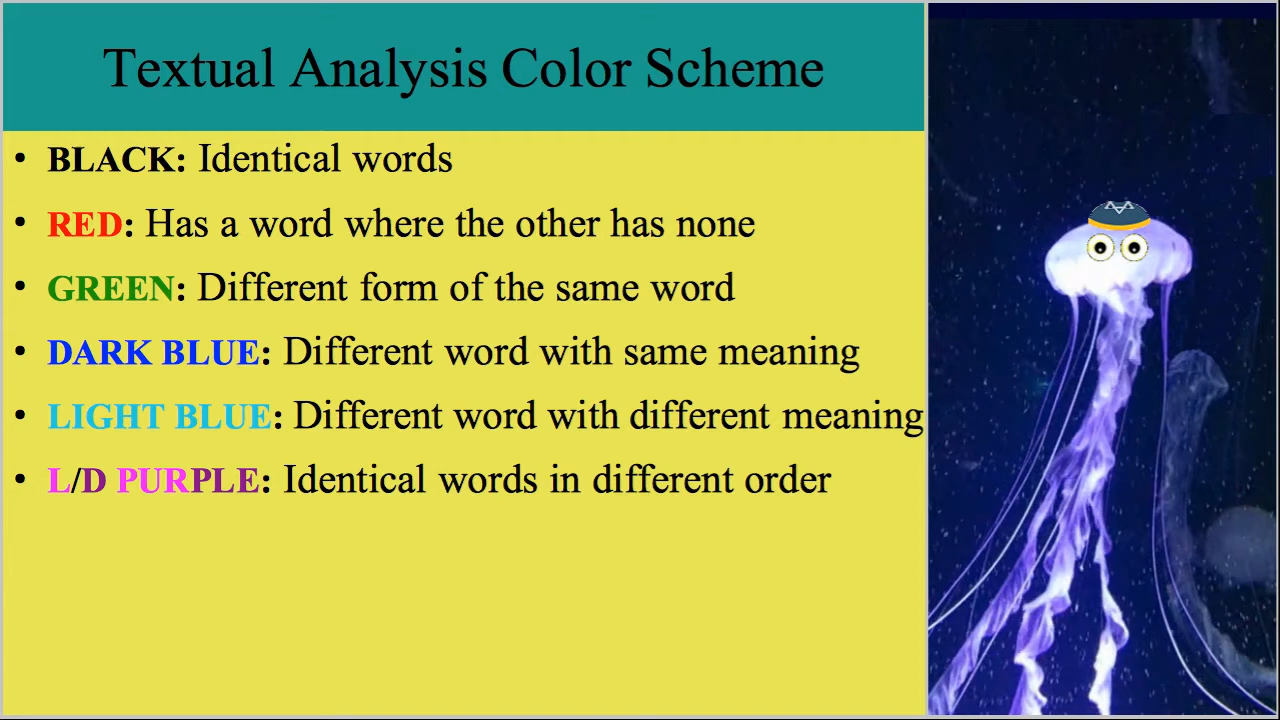 Textual Analysis Color Scheme
• BLACK: Identical words
• RED: Has a word where the other has none
• GREEN: Different form of the same word
• DARK BLUE: Different word with same meaning
• LIGHT BLUE: Different word with different meaning
• L/D PURPLE: Identical words in different order